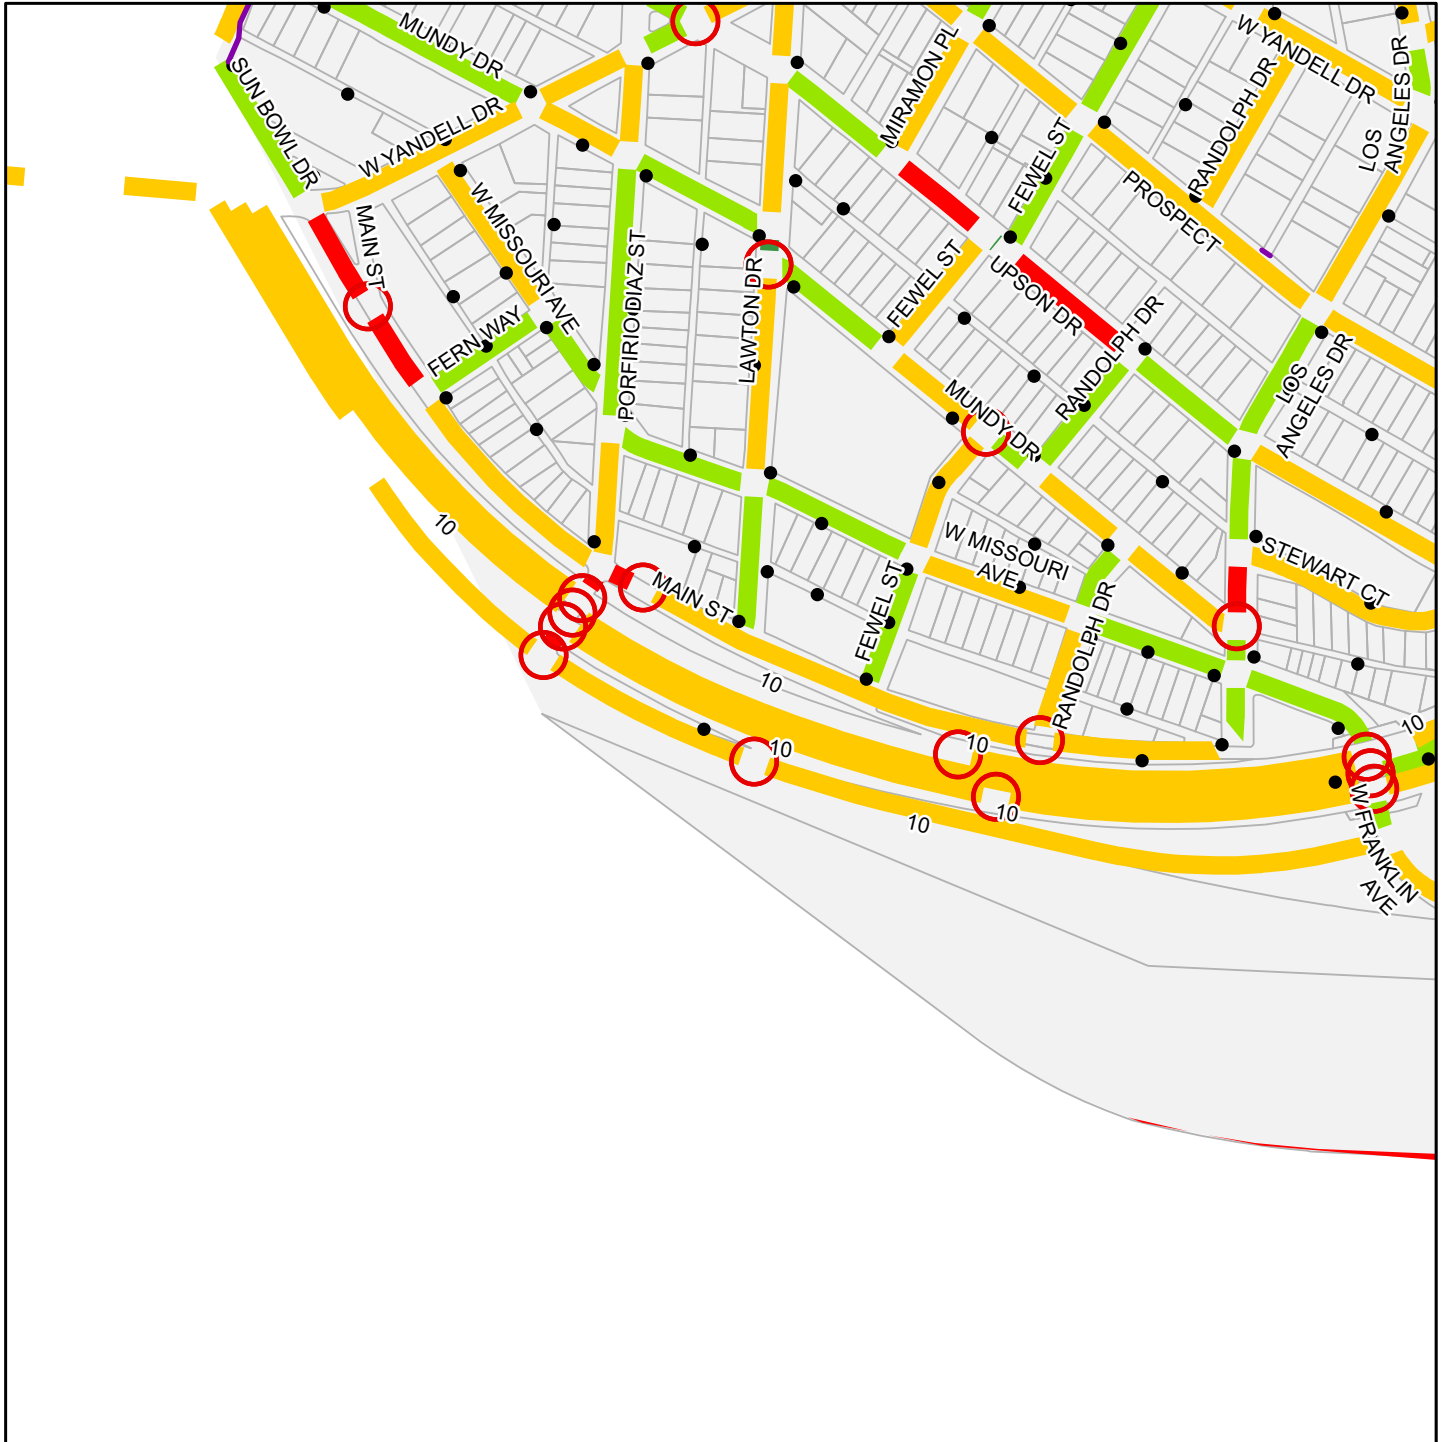 MUNDY DR
W YANDELL DR
MIRAMON PL
SUN BOWL DR
W YANDELL DR
RANDOLPH DR
LOS
ANGELES DR
FEWEL ST
PROSPECT
MAIN ST
W MISSOURI AVE
PORFIRIO DIAZ ST
LAWTON DR
FEWEL ST
UPSON DR
RANDOLPH DR
FERN WAY
LOS
ANGELES DR
MUNDY DR
10
W MISSOURI
AVE
STEWART CT
MAIN ST
FEWEL ST
RANDOLPH DR
10
10
10
10
10
10
W FRANKLIN
AVE